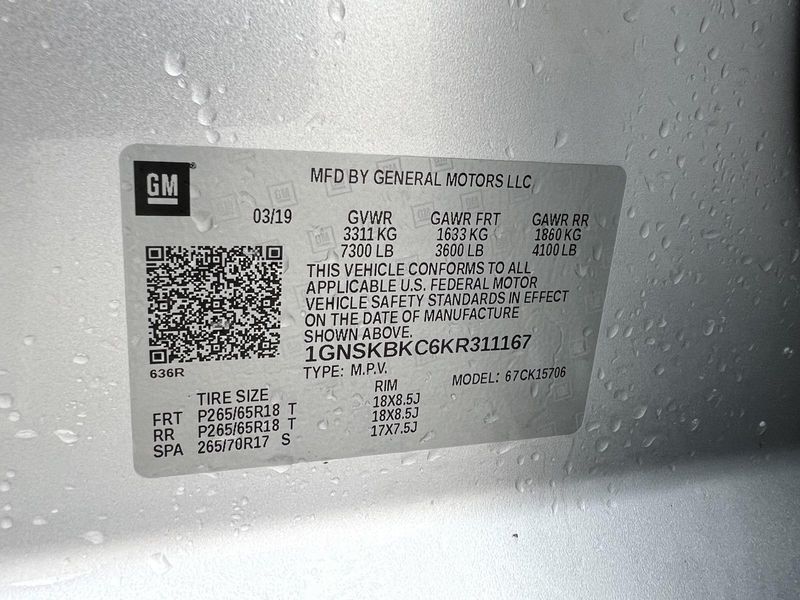 GM
MFD BY GENERAL MOTORS LLC
03/19 GVWR GAWR FRT GAWR RR
3311 KG 1633 KG 1860 KG
7300 LB 3600 LB 4100 LB
THIS VEHICLE CONFORMS TO ALL
APPLICABLE U.S. FEDERAL MOTOR
VEHICLE SAFETY STANDARDS IN EFFECT
ON THE DATE OF MANUFACTURE
SHOWN ABOVE.
1GNSKBKC6KR311167
636R
TYPE: M.P.V. MODEL: 67CK15706
TIRE SIZE RIM
FRT P265/65R18 T 18X8.5J
RR P265/65R18 T 18X8.5J
SPA 265/70R17 S 17X7.5J